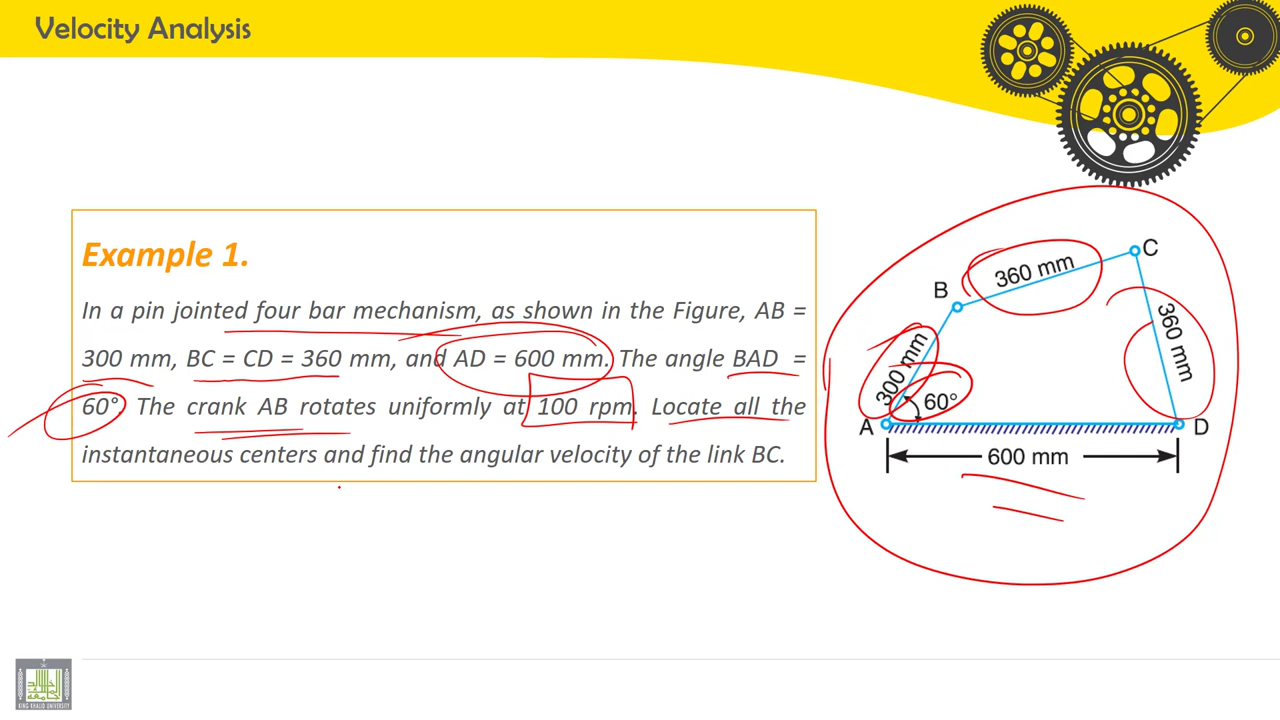 Velocity Analysis
Example 1.
In a pin jointed four bar mechanism, as shown in the Figure, AB =
300 mm, BC = CD = 360 mm, and AD = 600 mm. The angle BAD =
60°. The crank AB rotates uniformly at 100 rpm. Locate all the
instantaneous centers and find the angular velocity of the link BC.
B
C
360 mm
300 mm
360 mm
60°
A
D
600 mm
KING KHALID UNIVERSITY